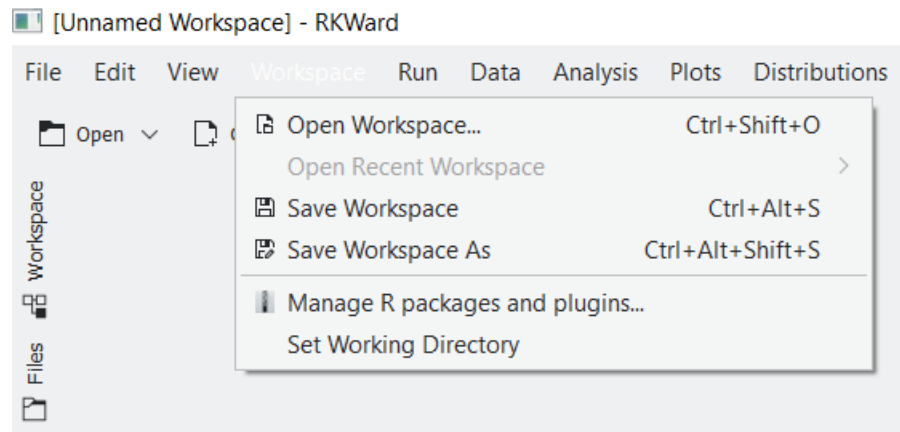 [Unnamed Workspace] - RKWard
File Edit View Workspace Run Data Analysis Plots Distributions
Open
Open Workspace... Ctrl+Shift+O
Open Recent Workspace
Save Workspace Ctrl+Alt+S
Save Workspace As Ctrl+Alt+Shift+S
Manage R packages and plugins...
Set Working Directory
Workspace
Files